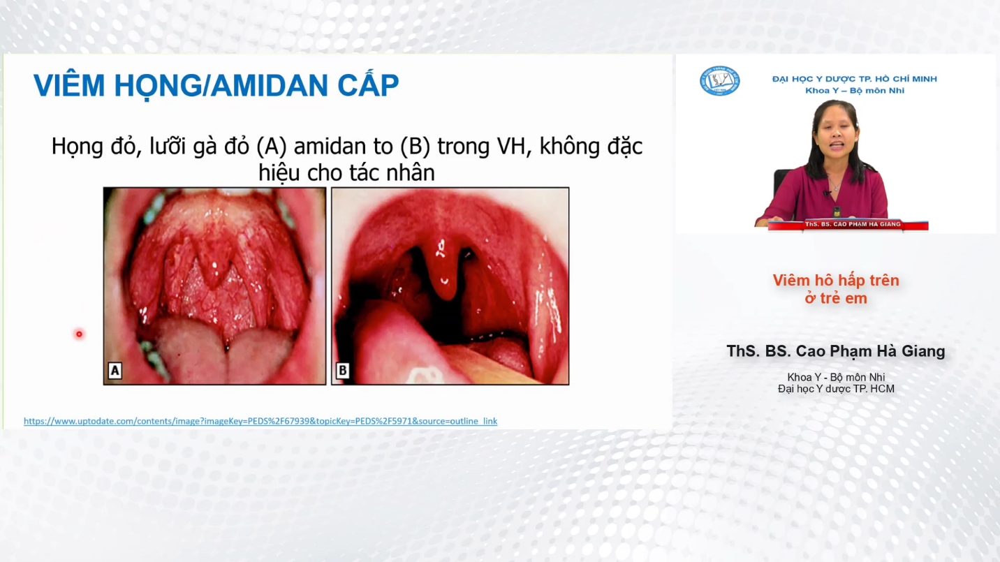 VIÊM HỌNG/AMIDAN CẤP
Họng đỏ, lưỡi gà đỏ (A) amidan to (B) trong VH, không đặc
hiệu cho tác nhân
A
B
https://www.uptodate.com/contents/image?imageKey=PEDS%2F67939&topicKey=PEDS%2F5971&source=outline_link
ĐẠI HỌC Y DƯỢC TP. HỒ CHÍ MINH
Khoa Y – Bộ môn Nhi
ThS. BS. CAO PHẠM HÀ GIANG
Viêm hô hấp trên
ở trẻ em
ThS. BS. Cao Phạm Hà Giang
Khoa Y - Bộ môn Nhi
Đại học Y dược TP. HCM